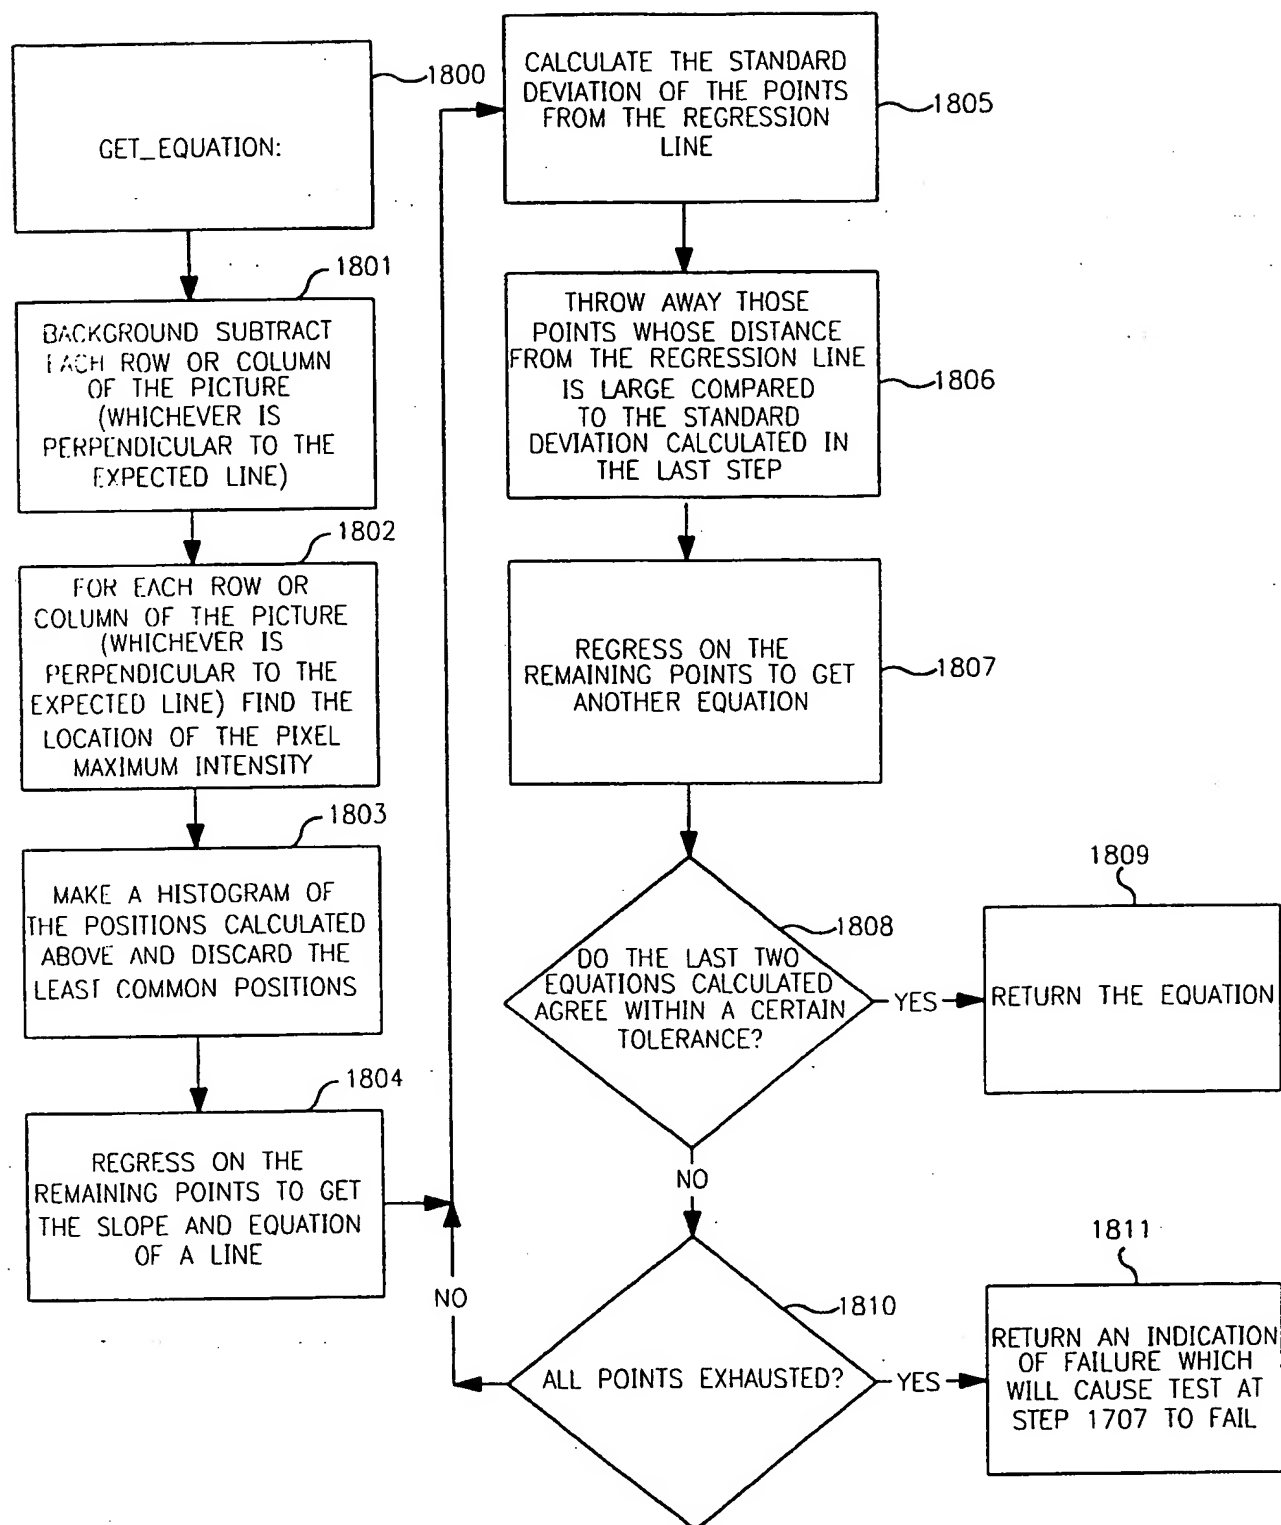 1800
GET_EQUATION:
1801
BACKGROUND SUBTRACT
EACH ROW OR COLUMN
OF THE PICTURE
(WHICHEVER IS
PERPENDICULAR TO THE
EXPECTED LINE)
1802
FOR EACH ROW OR
COLUMN OF THE PICTURE
(WHICHEVER IS
PERPENDICULAR TO THE
EXPECTED LINE) FIND THE
LOCATION OF THE PIXEL
MAXIMUM INTENSITY
1803
MAKE A HISTOGRAM OF
THE POSITIONS CALCULATED
ABOVE AND DISCARD THE
LEAST COMMON POSITIONS
1804
REGRESS ON THE
REMAINING POINTS TO GET
THE SLOPE AND EQUATION
OF A LINE
CALCULATE THE STANDARD
DEVIATION OF THE POINTS
FROM THE REGRESSION
LINE
1805
THROW AWAY THOSE
POINTS WHOSE DISTANCE
FROM THE REGRESSION LINE
IS LARGE COMPARED
TO THE STANDARD
DEVIATION CALCULATED IN
THE LAST STEP
1806
REGRESS ON THE
REMAINING POINTS TO GET
ANOTHER EQUATION
1807
1808
DO THE LAST TWO
EQUATIONS CALCULATED
AGREE WITHIN A CERTAIN
TOLERANCE?
YES
1809
RETURN THE EQUATION
NO
1810
ALL POINTS EXHAUSTED?
NO
YES
1811
RETURN AN INDICATION
OF FAILURE WHICH
WILL CAUSE TEST AT
STEP 1707 TO FAIL